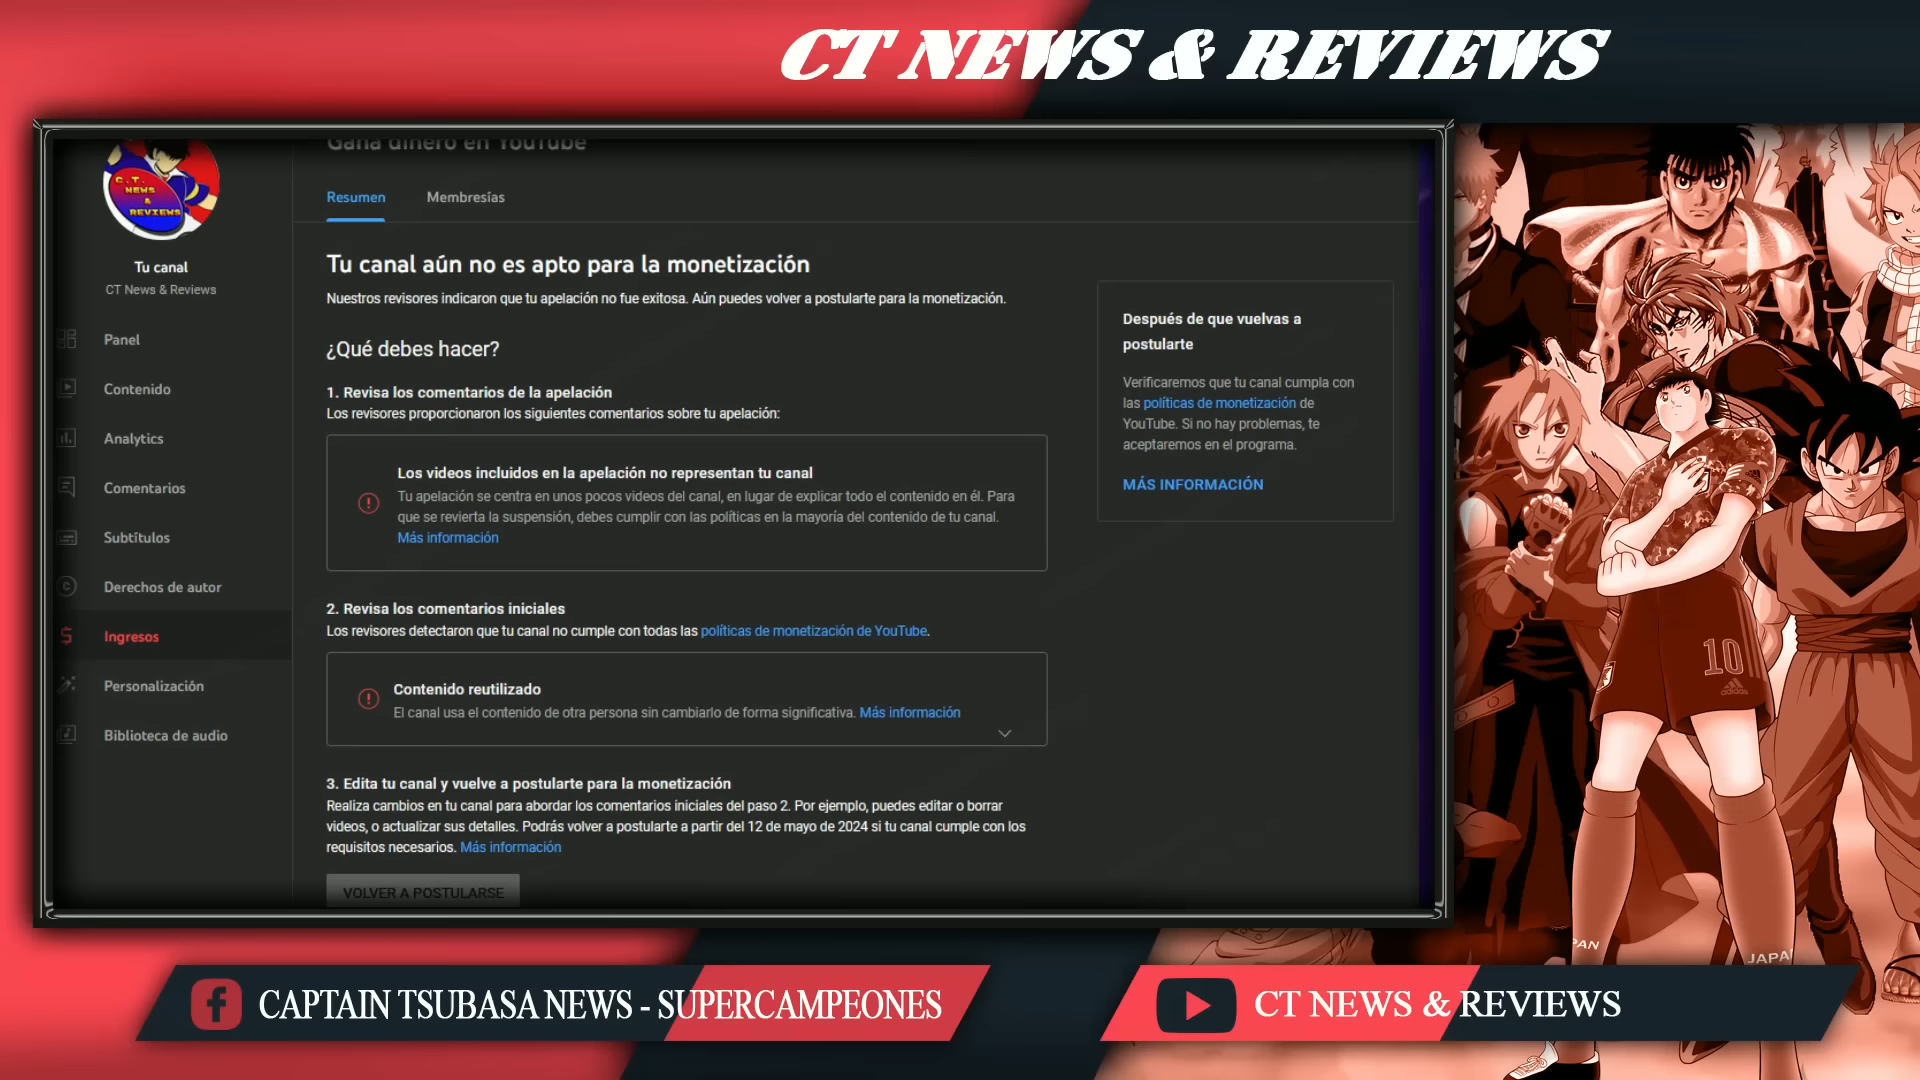 CT NEWS & REVIEWS
Gana dinero en YouTube
C.T.
NEWS
&
REVIEWS
Tu canal
CT News & Reviews
Panel
Contenido
Analytics
Comentarios
Subtítulos
Derechos de autor
Ingresos
Personalización
Biblioteca de audio
Resumen
Membresías
Tu canal aún no es apto para la monetización
Nuestros revisores indicaron que tu apelación no fue exitosa. Aún puedes volver a postularte para la monetización.
¿Qué debes hacer?
1. Revisa los comentarios de la apelación
Los revisores proporcionaron los siguientes comentarios sobre tu apelación:
Los videos incluidos en la apelación no representan tu canal
Tu apelación se centra en unos pocos videos del canal, en lugar de explicar todo el contenido en él. Para
que se revierta la suspensión, debes cumplir con las políticas en la mayoría del contenido de tu canal.
Más información
2. Revisa los comentarios iniciales
Los revisores detectaron que tu canal no cumple con todas las políticas de monetización de YouTube.
Contenido reutilizado
El canal usa el contenido de otra persona sin cambiarlo de forma significativa. Más información
3. Edita tu canal y vuelve a postularte para la monetización
Realiza cambios en tu canal para abordar los comentarios iniciales del paso 2. Por ejemplo, puedes editar o borrar
videos, o actualizar sus detalles. Podrás volver a postularte a partir del 12 de mayo de 2024 si tu canal cumple con los
requisitos necesarios. Más información
VOLVER A POSTULARSE
Después de que vuelvas a
postularte
Verificaremos que tu canal cumpla con
las políticas de monetización de
YouTube. Si no hay problemas, te
aceptaremos en el programa.
MÁS INFORMACIÓN
10
adidas
PAN
JAPA
CAPTAIN TSUBASA NEWS - SUPERCAMPEONES
CT NEWS & REVIEWS